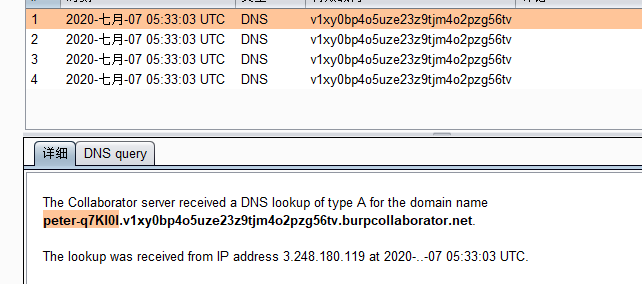 1 2020-七月-07 05:33:03 UTC DNS v1xy0bp4o5uze23z9tjm4o2pzg56tv
2 2020-七月-07 05:33:03 UTC DNS v1xy0bp4o5uze23z9tjm4o2pzg56tv
3 2020-七月-07 05:33:03 UTC DNS v1xy0bp4o5uze23z9tjm4o2pzg56tv
4 2020-七月-07 05:33:03 UTC DNS v1xy0bp4o5uze23z9tjm4o2pzg56tv
详细 DNS query
The Collaborator server received a DNS lookup of type A for the domain name
peter-q7Kl0l.v1xy0bp4o5uze23z9tjm4o2pzg56tv.burpcollaborator.net.
The lookup was received from IP address 3.248.180.119 at 2020-..-07 05:33:03 UTC.